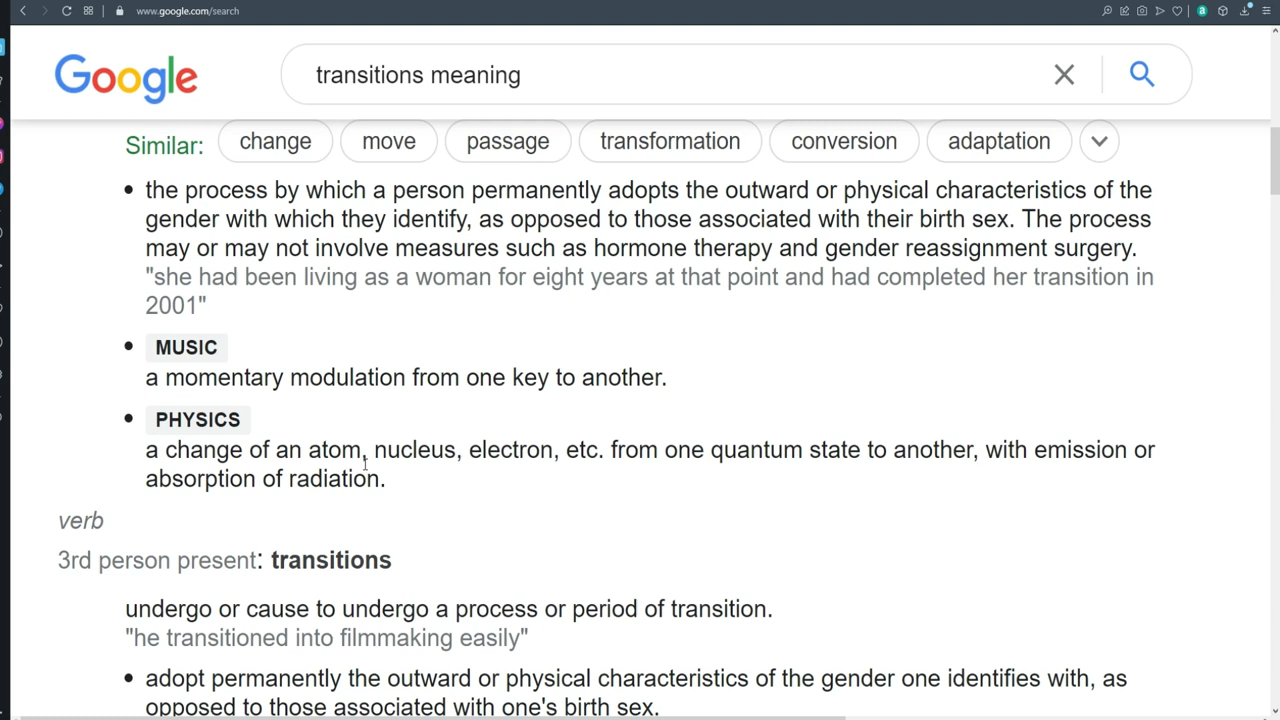 www.google.com/search
Google
transitions meaning
Similar: change move passage transformation conversion adaptation
• the process by which a person permanently adopts the outward or physical characteristics of the
gender with which they identify, as opposed to those associated with their birth sex. The process
may or may not involve measures such as hormone therapy and gender reassignment surgery.
"she had been living as a woman for eight years at that point and had completed her transition in
2001"
• MUSIC
a momentary modulation from one key to another.
• PHYSICS
a change of an atom, nucleus, electron, etc. from one quantum state to another, with emission or
absorption of radiation.
verb
3rd person present: transitions
undergo or cause to undergo a process or period of transition.
"he transitioned into filmmaking easily"
• adopt permanently the outward or physical characteristics of the gender one identifies with, as
opposed to those associated with one's birth sex.